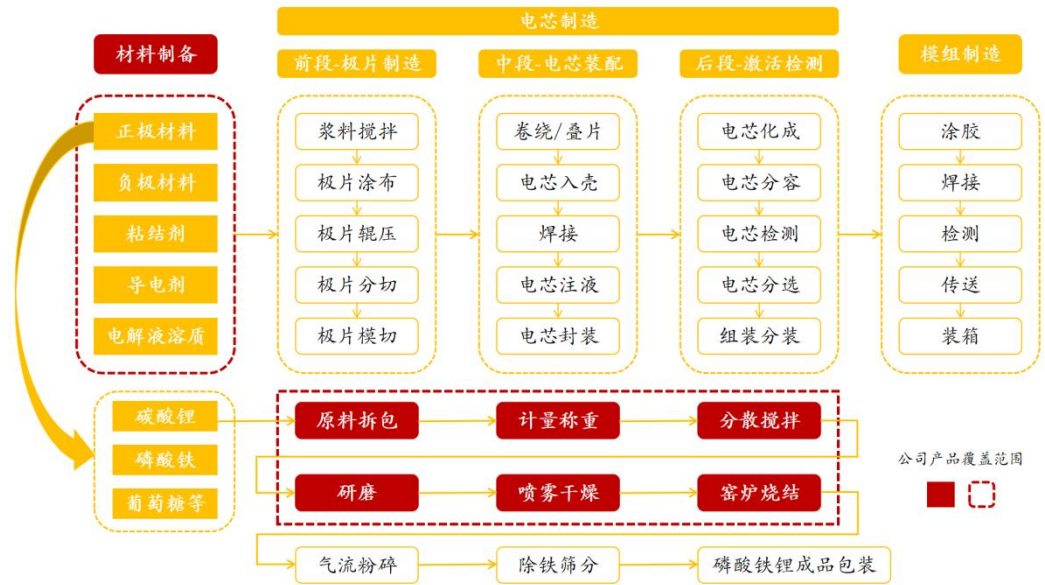 电芯制造
材料制备
前段-极片制造
中段-电芯装配
后段-激活检测
模组制造
正极材料
负极材料
粘结剂
导电剂
电解液溶质
浆料搅拌
极片涂布
极片辊压
极片分切
极片模切
卷绕/叠片
电芯入壳
焊接
电芯注液
电芯封装
电芯化成
电芯分容
电芯检测
电芯分选
组装分装
涂胶
焊接
检测
传送
装箱
碳酸锂
磷酸铁
葡萄糖等
原料拆包
计量称重
分散搅拌
研磨
喷雾干燥
窑炉烧结
气流粉碎
除铁筛分
磷酸铁锂成品包装
公司产品覆盖范围